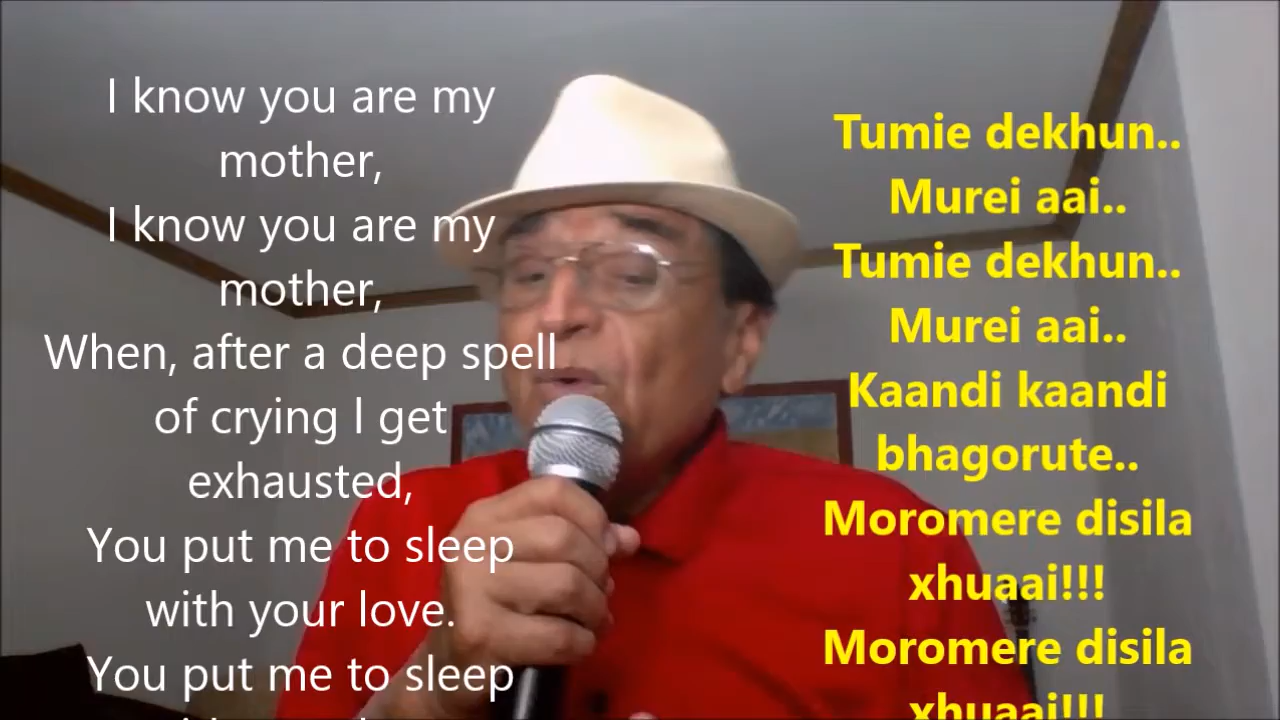 I know you are my
mother,
I know you are my
mother,
When, after a deep spell
of crying I get
exhausted,
You put me to sleep
with your love.
You put me to sleep
Tumie dekhun..
Murei aai..
Tumie dekhun..
Murei aai..
Kaandi kaandi
bhagorute..
Moromere disila
xhuaai!!!
Moromere disila
xhuaai!!!